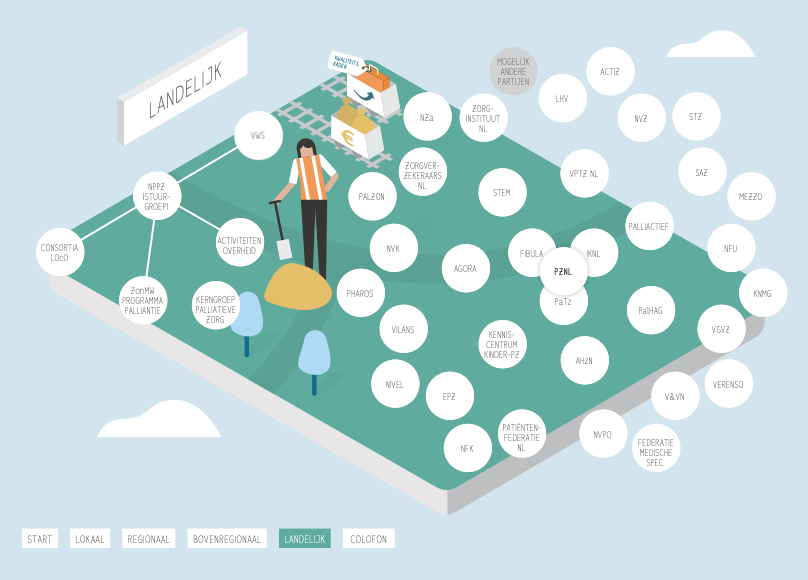 LANDELIJK
KWALITEITS
KADER
€
MOGELIJK
ANDERE
PARTIJEN
ACTIZ
LHV
NVZ
STZ
NZa
ZORG-
INSTITUUT
NL
VWS
ZORGVER-
ZEKERAARS
NL
VPTZ NL
SAZ
NPPZ
(STUUR-
GROEP)
PALZON
STEM
MEZZO
PALLIACTIEF
CONSORTIA
LOcO
ACTIVITEITEN
OVERHEID
NVK
FIBULA
IKNL
NFU
AGORA
PZNL
ZonMW
PROGRAMMA
PALLIANTIE
KERNGROEP
PALLIATIEVE
ZORG
PHAROS
PaTz
KNMG
PalHAG
VILANS
VGVZ
KENNIS-
CENTRUM
KINDER-PZ
AHzN
NIVEL
EPZ
V&VN
VERENSO
NFK
PATIËNTEN-
FEDERATIE
NL
NVPO
FEDERATIE
MEDISCHE
SPEC.
START
LOKAAL
REGIONAAL
BOVENREGIONAAL
LANDELIJK
COLOFON